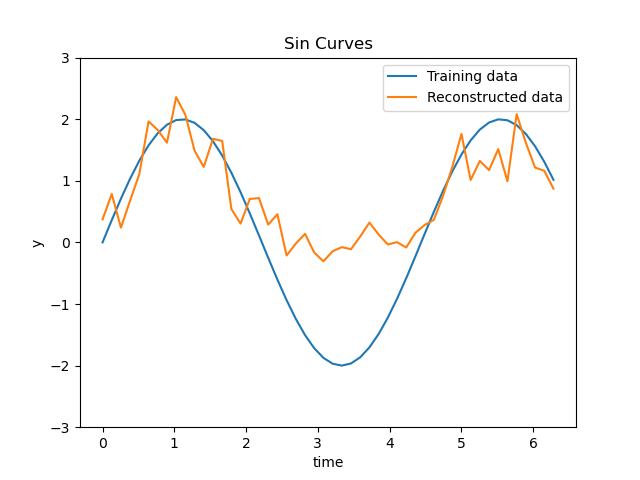 Sin Curves
Training data
Reconstructed data
3
2
1
0
−1
−2
−3
y
0
1
2
3
4
5
6
time